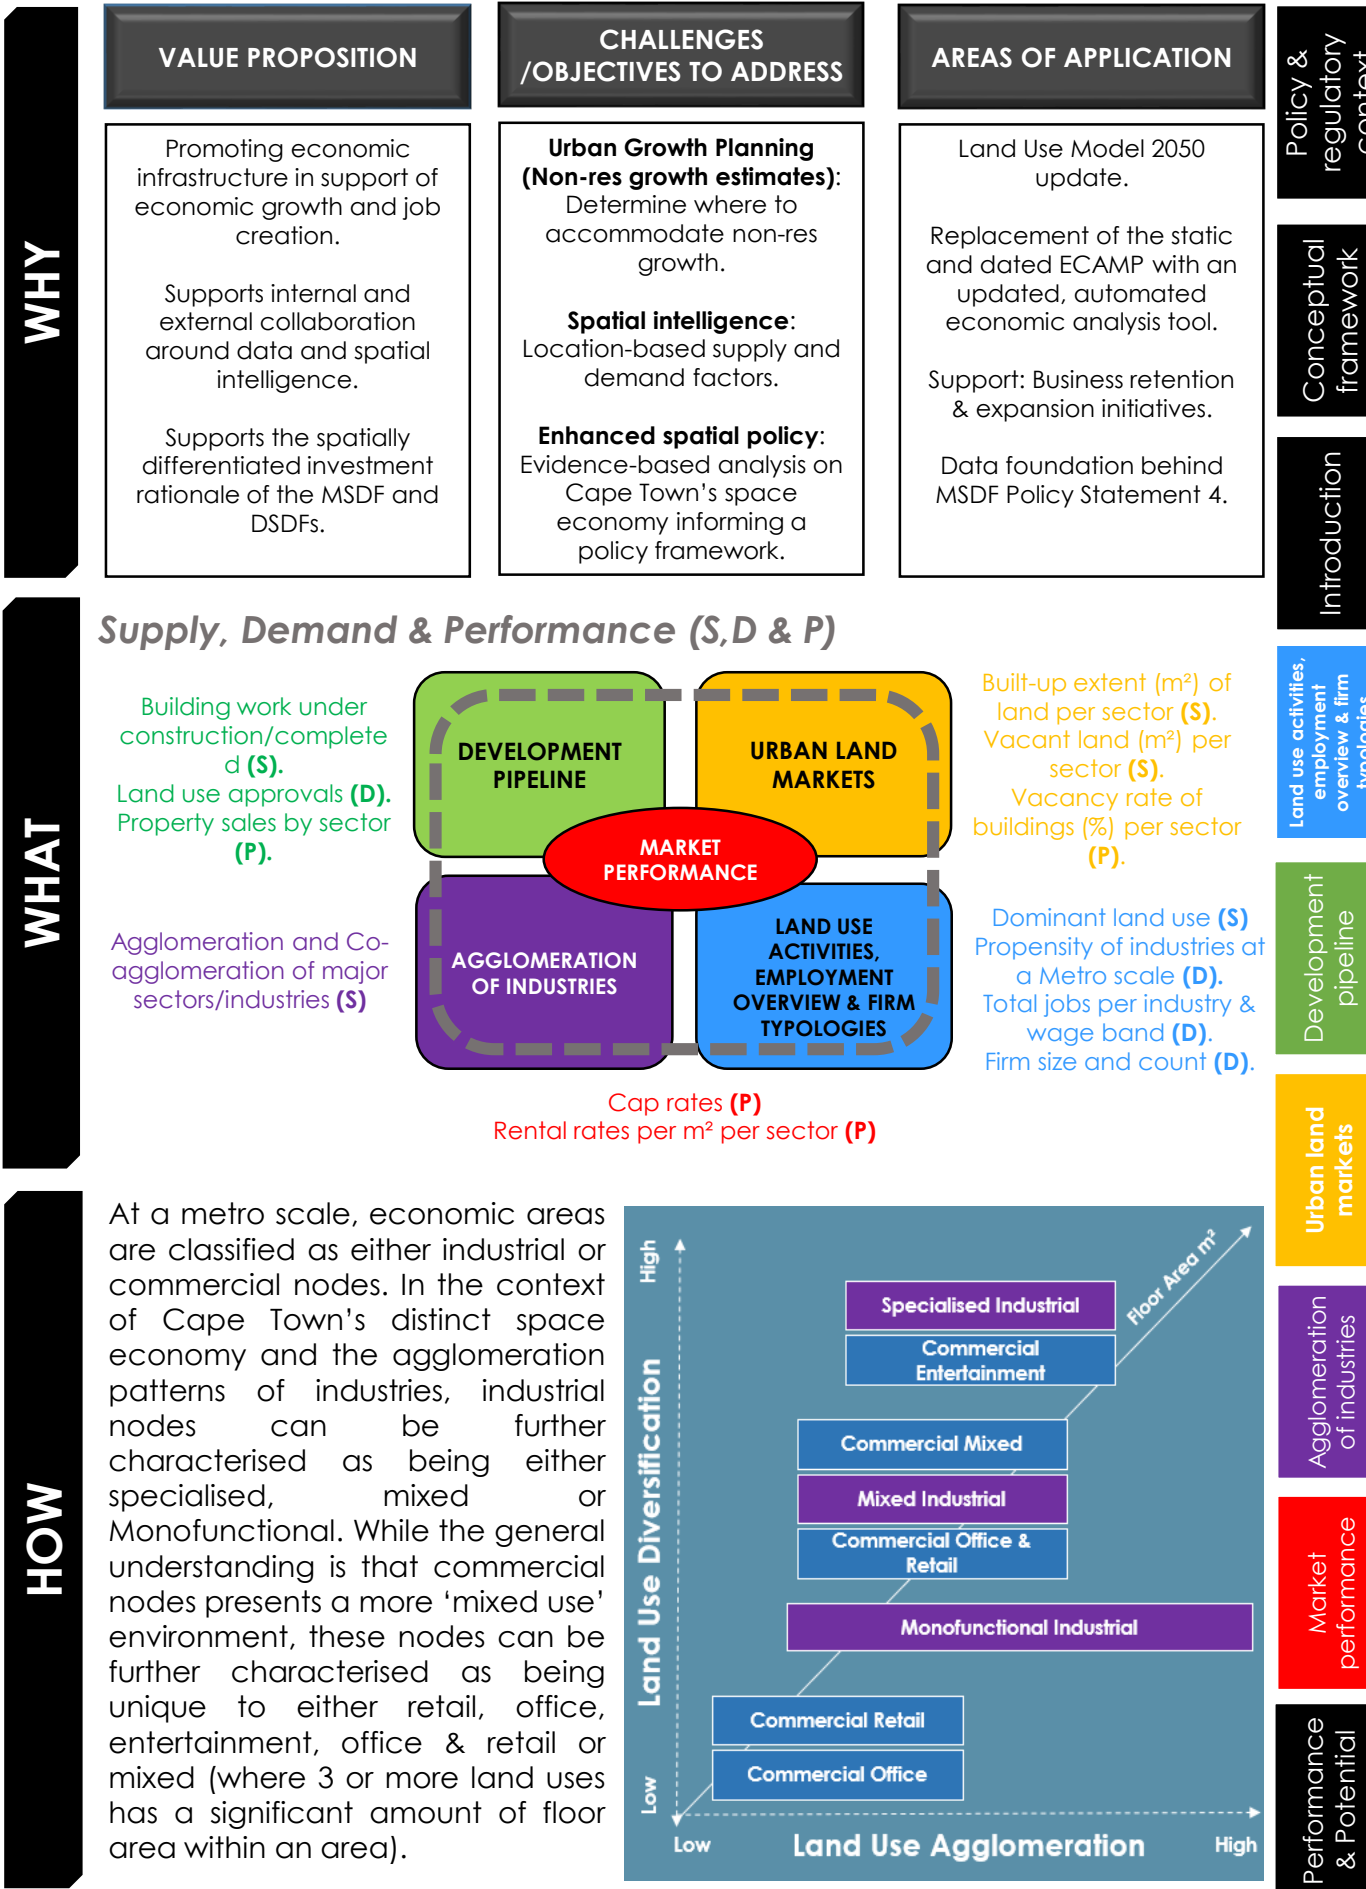 WHY
VALUE PROPOSITION
Promoting economic
infrastructure in support of
economic growth and job
creation.
Supports internal and
external collaboration
around data and spatial
intelligence.
Supports the spatially
differentiated investment
rationale of the MSDF and
DSDFs.
CHALLENGES
/OBJECTIVES TO ADDRESS
Urban Growth Planning
(Non-res growth estimates):
Determine where to
accommodate non-res
growth.
Spatial intelligence:
Location-based supply and
demand factors.
Enhanced spatial policy:
Evidence-based analysis on
Cape Town's space
economy informing a
policy framework.
AREAS OF APPLICATION
Land Use Model 2050
update.
Replacement of the static
and dated ECAMP with an
updated, automated
economic analysis tool.
Support: Business retention
& expansion initiatives.
Data foundation behind
MSDF Policy Statement 4.
WHAT
Supply, Demand & Performance (S,D & P)
Building work under
construction/complete
d (S).
Land use approvals (D).
Property sales by sector
(P).
Agglomeration and Co-
agglomeration of major
sectors/industries (S)
DEVELOPMENT
PIPELINE
URBAN LAND
MARKETS
MARKET
PERFORMANCE
AGGLOMERATION
OF INDUSTRIES
LAND USE
ACTIVITIES,
EMPLOYMENT
OVERVIEW & FIRM
TYPOLOGIES
Built-up extent (m²) of
land per sector (S).
Vacant land (m²) per
sector (S).
Vacancy rate of
buildings (%) per sector
(P).
Dominant land use (S)
Propensity of industries at
a Metro scale (D).
Total jobs per industry &
wage band (D).
Firm size and count (D).
Cap rates (P)
Rental rates per m² per sector (P)
HOW
At a metro scale, economic areas
are classified as either industrial or
commercial nodes. In the context
of Cape Town's distinct space
economy and the agglomeration
patterns of industries, industrial
nodes can be further
characterised as being either
specialised, mixed or
Monofunctional. While the general
understanding is that commercial
nodes presents a more ‘mixed use’
environment, these nodes can be
further characterised as being
unique to either retail, office,
entertainment, office & retail or
mixed (where 3 or more land uses
has a significant amount of floor
area within an area).
High
Land Use Diversification
Low
Floor Area m²
Specialised Industrial
Commercial
Entertainment
Commercial Mixed
Mixed Industrial
Commercial Office &
Retail
Monofunctional Industrial
Commercial Retail
Commercial Office
Low
Land Use Agglomeration
High
Policy &
regulatory
context
Conceptual
framework
Introduction
Land use activities,
employment
overview & firm
typologies
Development
pipeline
Urban land
markets
Agglomeration
of industries
Market
performance
Performance
& Potential